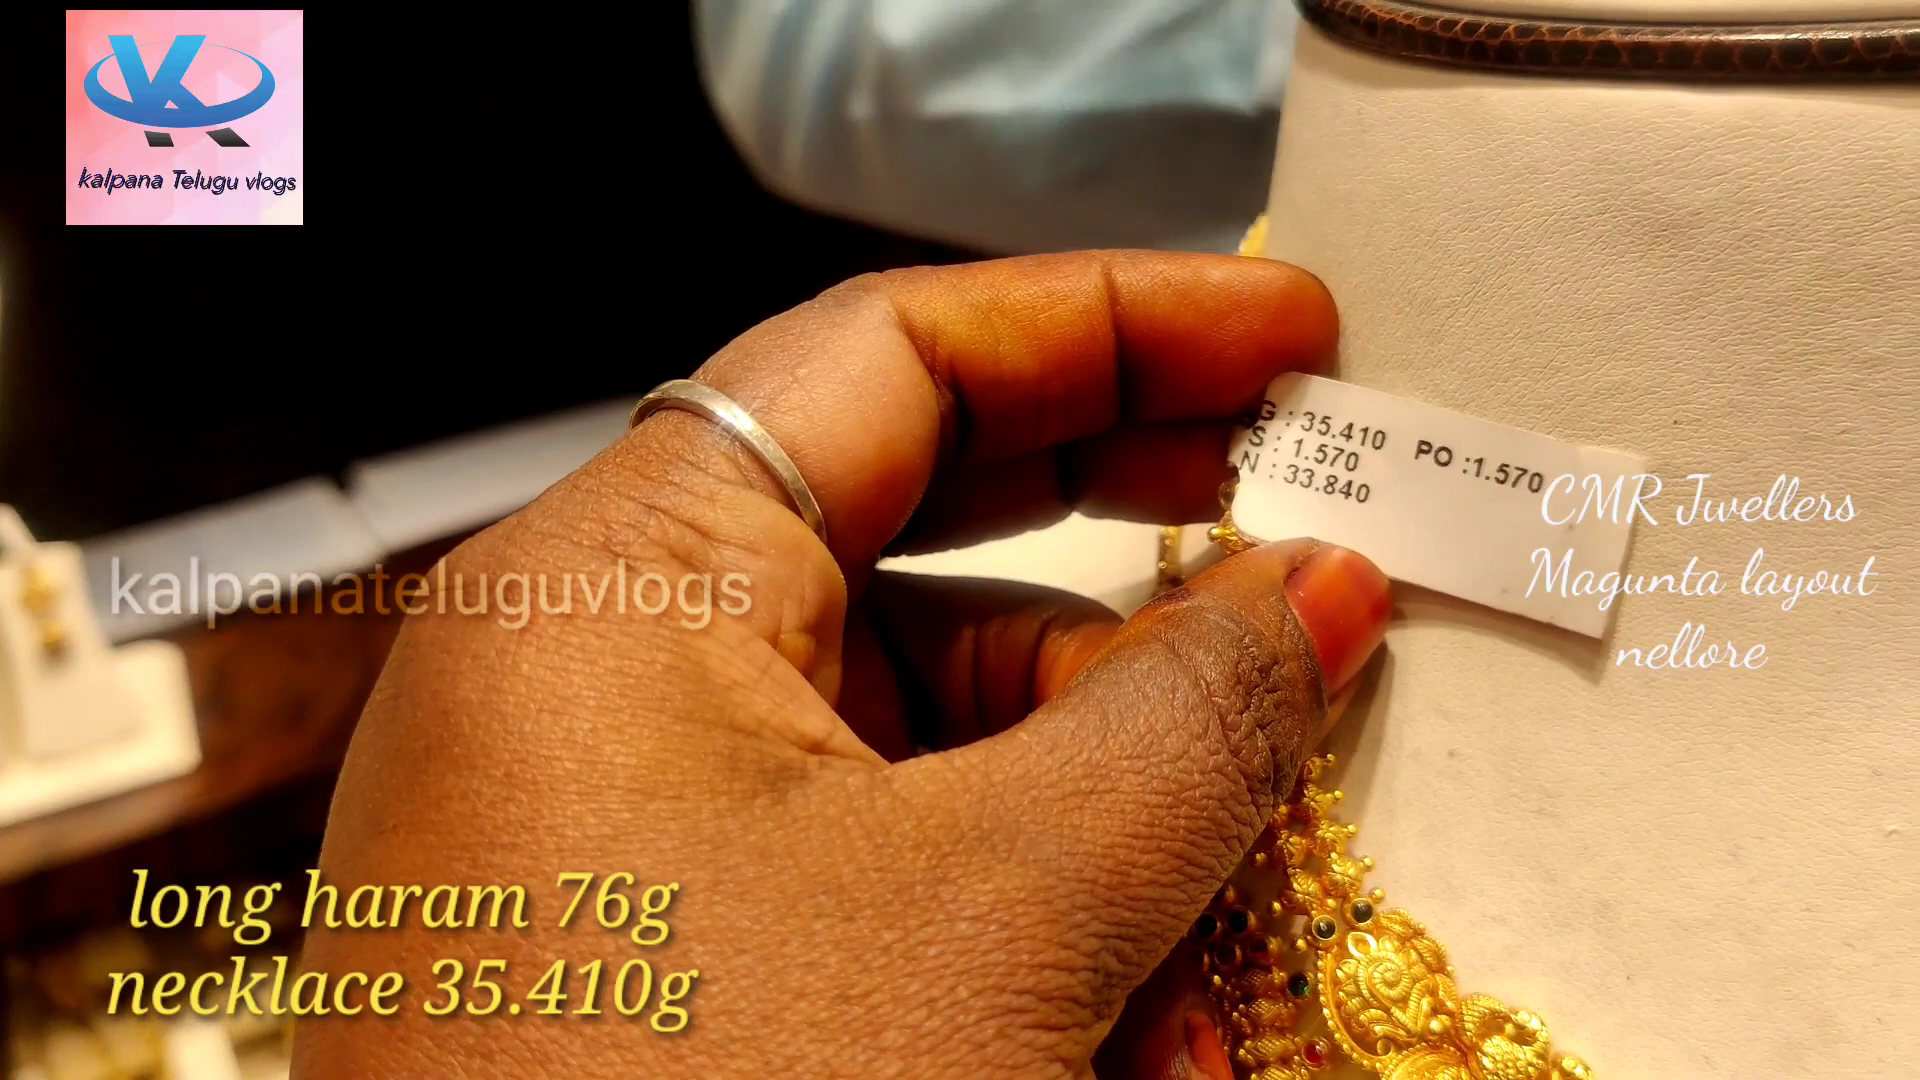 kalpana Telugu vlogs
G : 35.410 PO :1.570
S : 1.570
N : 33.840
CMR Jwellers
Magunta layout
nellore
kalpanateluguvlogs
long haram 76g
necklace 35.410g